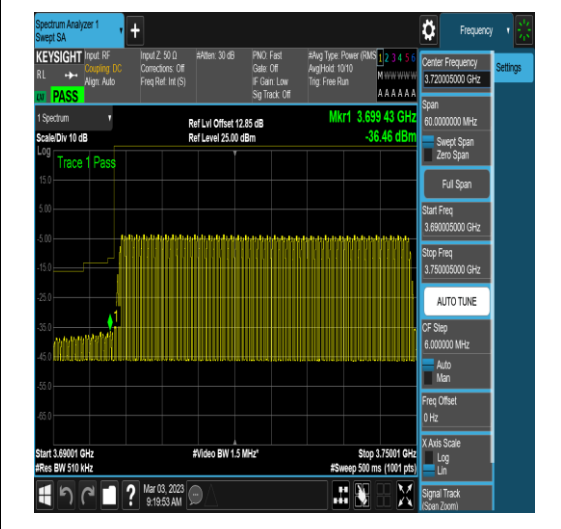 Spectrum Analyzer 1
Swept SA
Frequency
KEYSIGHT
RL
PASS
Input: RF
Coupling: DC
Align: Auto
Input Z: 50 Ω
Corrections: Off
Freq Ref: Int (S)
#Atten: 30 dB
PNO: Fast
Gate: Off
IF Gain: Low
Sig Track: Off
#Avg Type: Power (RMS
Avg|Hold: 10/10
Trig: Free Run
1 2 3 4 5 6
M W W W W W
A A A A A A
1 Spectrum
Scale/Div 10 dB
Ref Lvl Offset 12.85 dB
Ref Level 25.00 dBm
Mkr1 3.699 43 GHz
-36.46 dBm
Log
Trace 1 Pass
15.0
5.00
-5.00
-15.0
-25.0
-35.0
-45.0
-55.0
-65.0
1
Start 3.69001 GHz
#Res BW 510 kHz
#Video BW 1.5 MHz*
Stop 3.75001 GHz
#Sweep 500 ms (1001 pts)
Mar 03, 2023
9:19:53 AM
Center Frequency
3.720005000 GHz
Settings
Span
60.0000000 MHz
Swept Span
Zero Span
Full Span
Start Freq
3.690005000 GHz
Stop Freq
3.750005000 GHz
AUTO TUNE
CF Step
6.000000 MHz
Auto
Man
Freq Offset
0 Hz
X Axis Scale
Log
Lin
Signal Track
(Span Zoom)